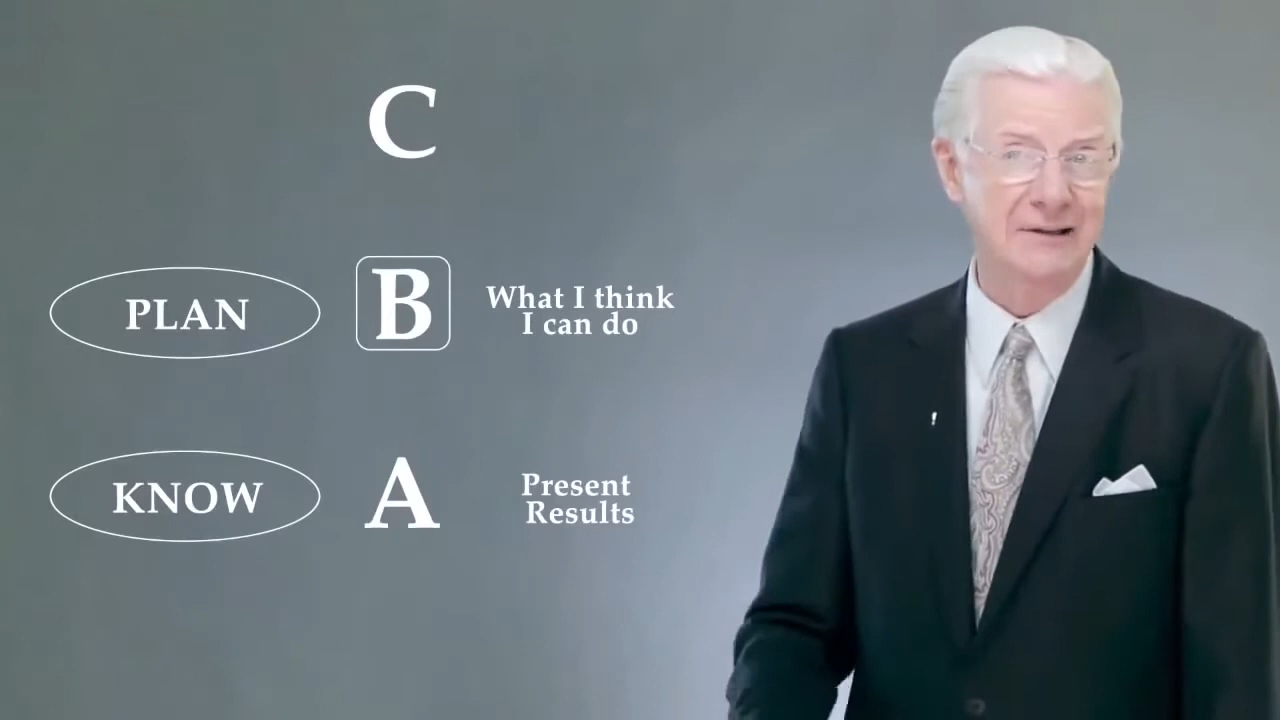 C
PLAN
B
What I think
I can do
KNOW
A
Present
Results